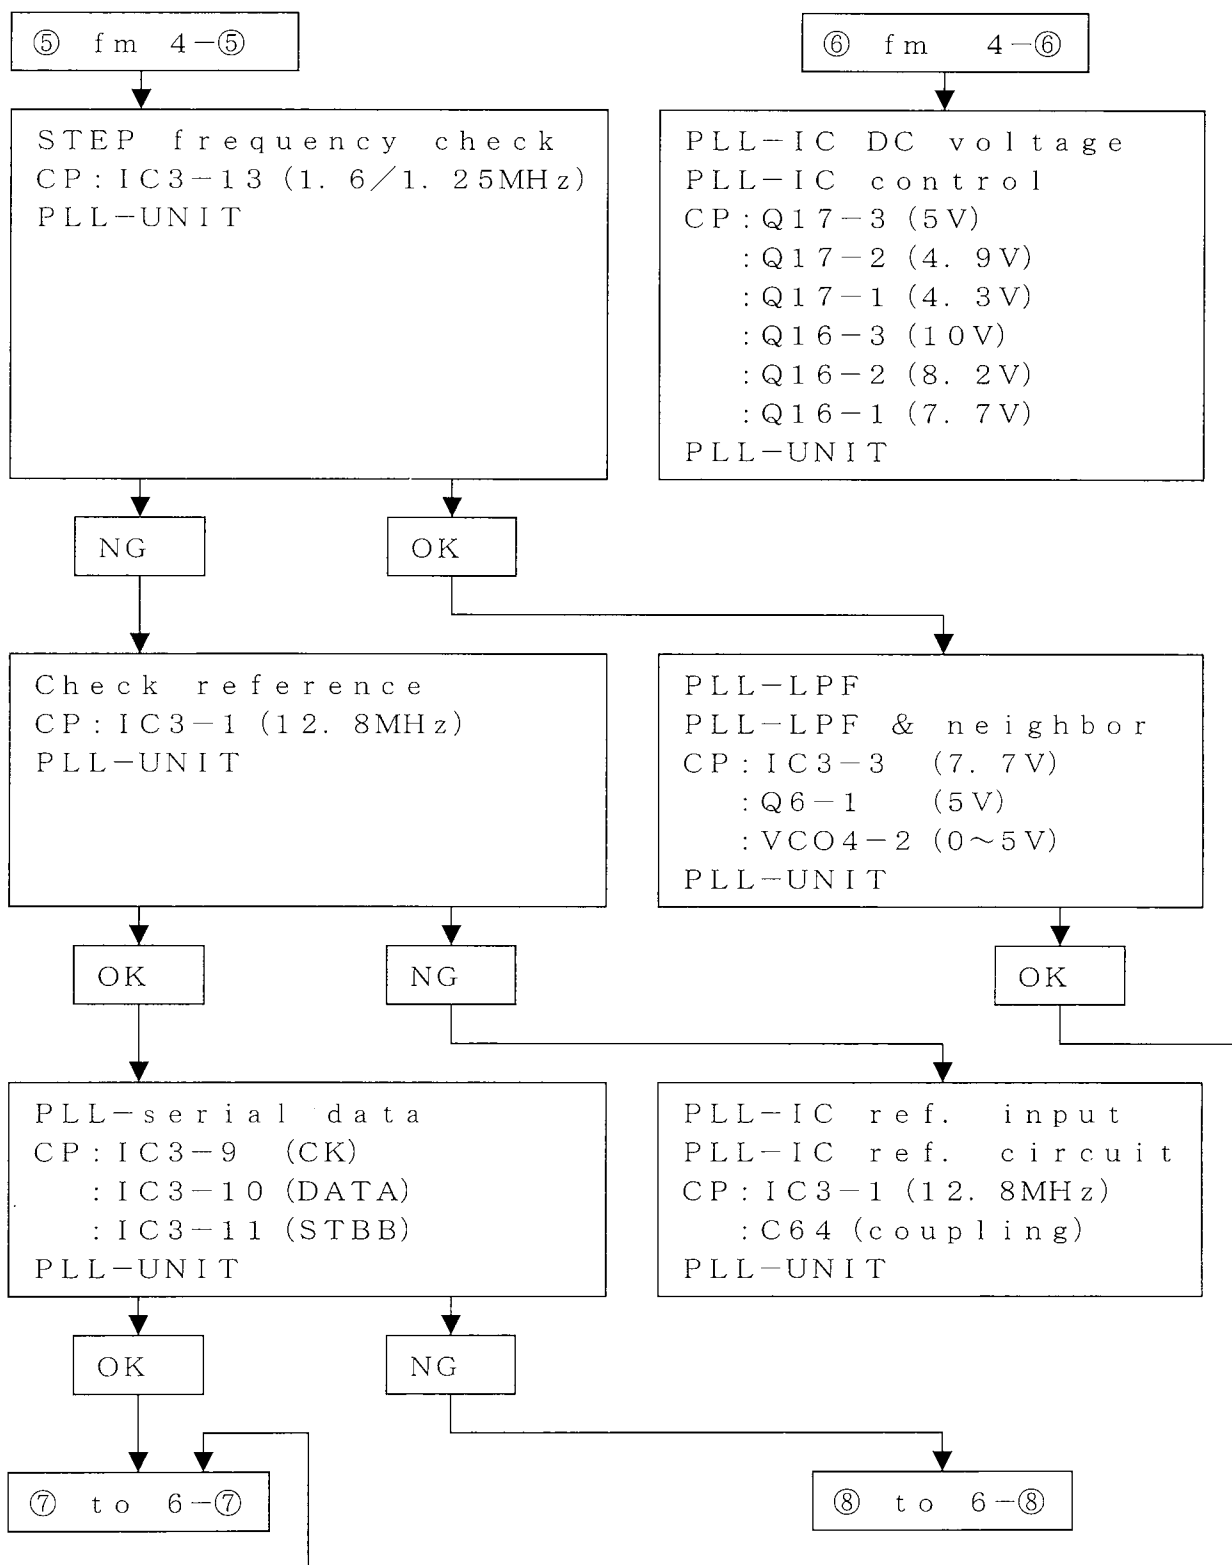 ⑤ fm 4-⑤
⑥ fm 4-⑥
STEP frequency check
CP:IC3-13 (1.6/1.25MHz)
PLL-UNIT
PLL-IC DC voltage
PLL-IC control
CP:Q17-3 (5V)
:Q17-2 (4.9V)
:Q17-1 (4.3V)
:Q16-3 (10V)
:Q16-2 (8.2V)
:Q16-1 (7.7V)
PLL-UNIT
NG
OK
Check reference
CP:IC3-1 (12.8MHz)
PLL-UNIT
PLL-LPF
PLL-LPF & neighbor
CP:IC3-3 (7.7V)
:Q6-1 (5V)
:VCO4-2 (0~5V)
PLL-UNIT
OK
NG
OK
PLL-serial data
CP:IC3-9 (CK)
:IC3-10 (DATA)
:IC3-11 (STBB)
PLL-UNIT
PLL-IC ref. input
PLL-IC ref. circuit
CP:IC3-1 (12.8MHz)
:C64 (coupling)
PLL-UNIT
OK
NG
⑦ to 6-⑦
⑧ to 6-⑧